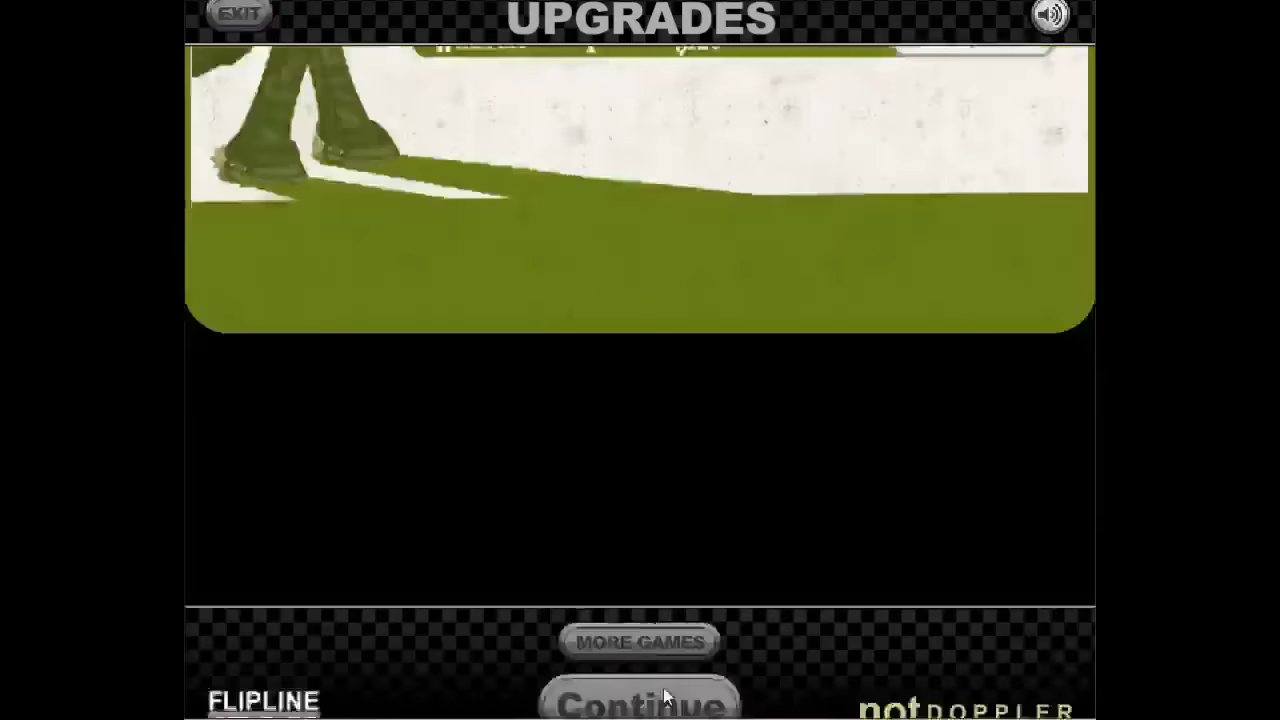 EXIT
UPGRADES
MORE GAMES
Continue
FLIPLINE
notDOPPLER